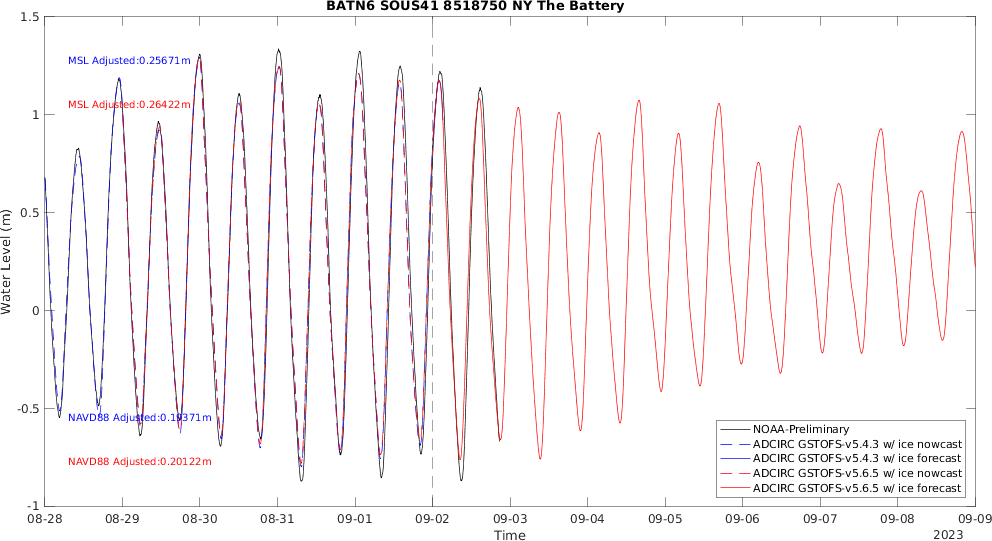 BATN6 SOUS41 8518750 NY The Battery
1.5
1
0.5
0
-0.5
-1
Water Level (m)
MSL Adjusted:0.25671m
MSL Adjusted:0.26422m
NAVD88 Adjusted:0.19371m
NAVD88 Adjusted:0.20122m
NOAA-Preliminary
ADCIRC GSTOFS-v5.4.3 w/ ice nowcast
ADCIRC GSTOFS-v5.4.3 w/ ice forecast
ADCIRC GSTOFS-v5.6.5 w/ ice nowcast
ADCIRC GSTOFS-v5.6.5 w/ ice forecast
08-28 08-29 08-30 08-31 09-01 09-02 09-03 09-04 09-05 09-06 09-07 09-08 09-09
Time
2023